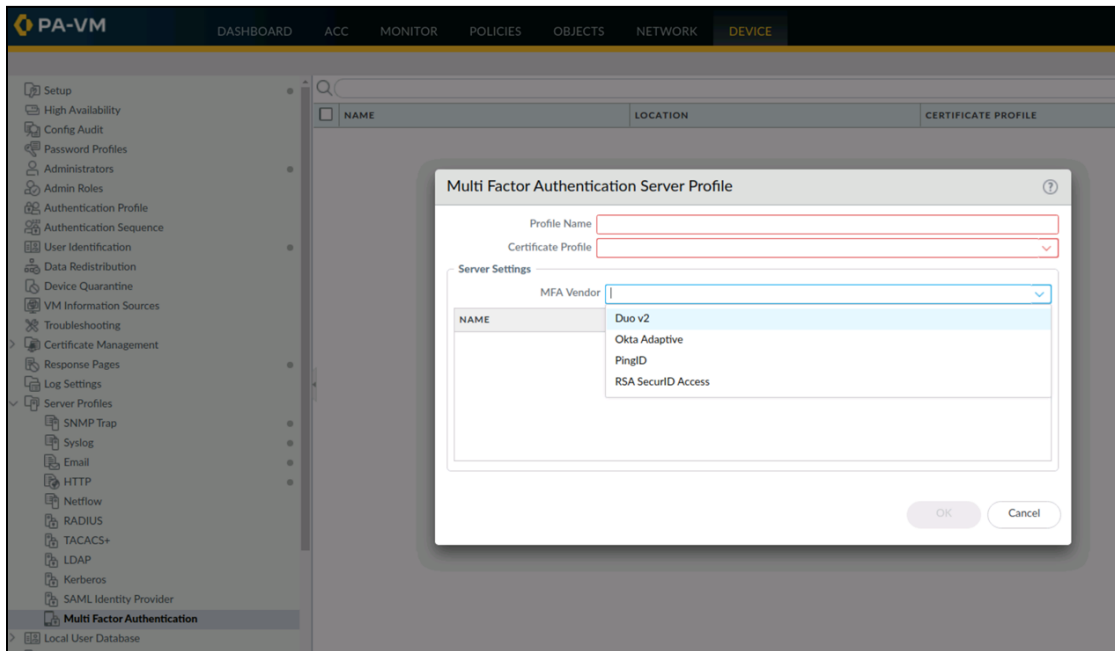 PA-VM
DASHBOARD ACC MONITOR POLICIES OBJECTS NETWORK DEVICE
Setup
High Availability
Config Audit
Password Profiles
Administrators
Admin Roles
Authentication Profile
Authentication Sequence
User Identification
Data Redistribution
Device Quarantine
VM Information Sources
Troubleshooting
Certificate Management
Response Pages
Log Settings
Server Profiles
SNMP Trap
Syslog
Email
HTTP
Netflow
RADIUS
TACACS+
LDAP
Kerberos
SAML Identity Provider
Multi Factor Authentication
Local User Database
NAME LOCATION CERTIFICATE PROFILE
Multi Factor Authentication Server Profile
Profile Name
Certificate Profile
Server Settings
MFA Vendor
NAME
Duo v2
Okta Adaptive
PingID
RSA SecurID Access
OK Cancel